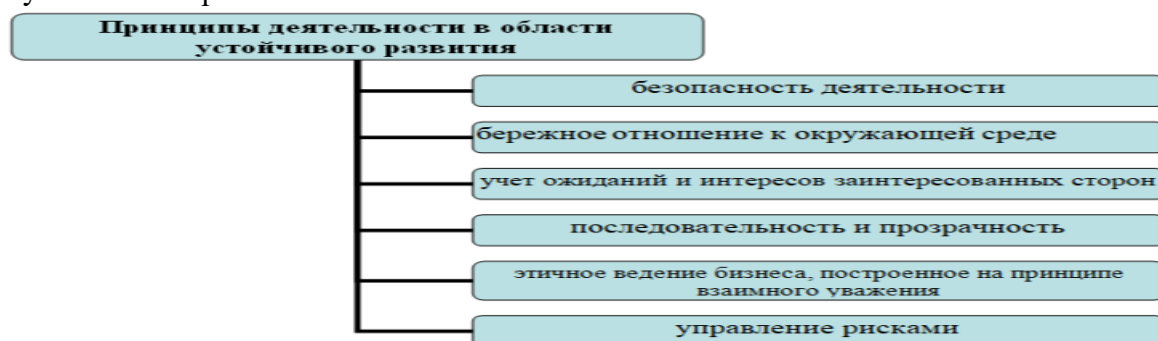 Принципы деятельности в области
устойчивого развития
безопасность деятельности
бережное отношение к окружающей среде
учет ожиданий и интересов заинтересованных сторон
последовательность и прозрачность
этичное ведение бизнеса, построенное на принципе
взаимного уважения
управление рисками